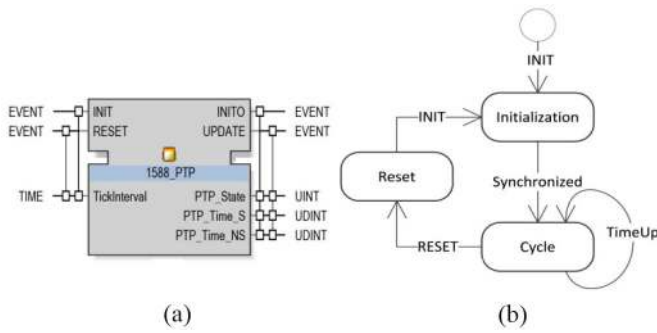 EVENT INIT INITO EVENT
EVENT RESET UPDATE EVENT
1588_PTP
TIME TickInterval PTP_State UINT
PTP_Time_S UDINT
PTP_Time_NS UDINT
(a)
INIT
INIT Initialization
Reset
Synchronized
RESET Cycle TimeUp
(b)